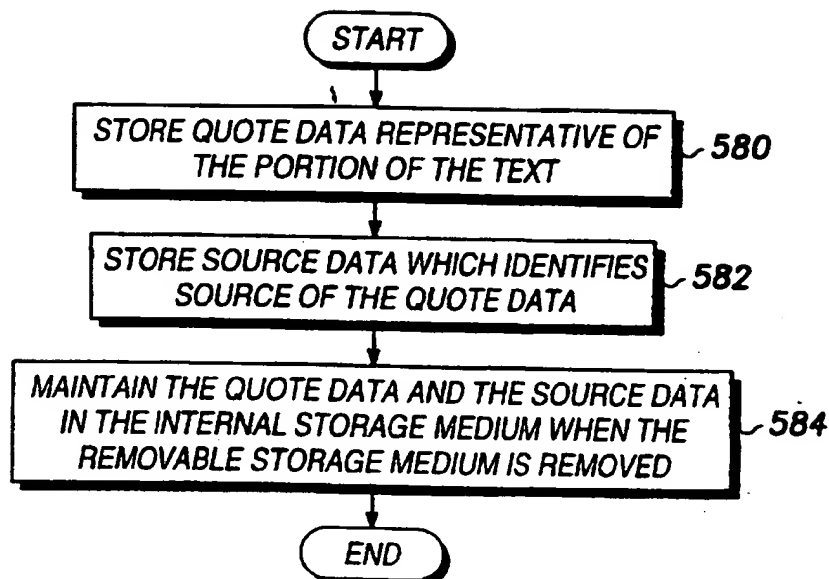 START
STORE QUOTE DATA REPRESENTATIVE OF
THE PORTION OF THE TEXT
580
STORE SOURCE DATA WHICH IDENTIFIES
SOURCE OF THE QUOTE DATA
582
MAINTAIN THE QUOTE DATA AND THE SOURCE DATA
IN THE INTERNAL STORAGE MEDIUM WHEN THE
REMOVABLE STORAGE MEDIUM IS REMOVED
584
END